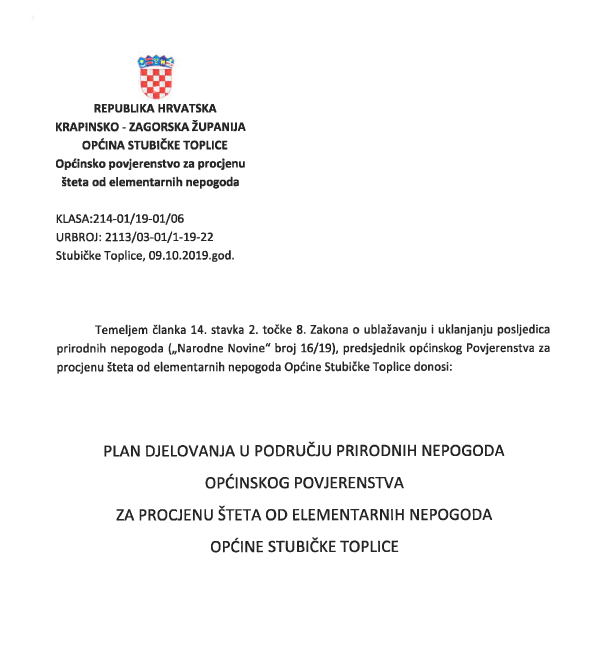 REPUBLIKA HRVATSKA
KRAPINSKO - ZAGORSKA ŽUPANIJA
OPĆINA STUBIČKE TOPLICE
Općinsko povjerenstvo za procjenu
šteta od elementarnih nepogoda
KLASA:214-01/19-01/06
URBROJ: 2113/03-01/1-19-22
Stubičke Toplice, 09.10.2019.god.
Temeljem članka 14. stavka 2. točke 8. Zakona o ublažavanju i uklanjanju posljedica
prirodnih nepogoda („Narodne Novine“ broj 16/19), predsjednik općinskog Povjerenstva za
procjenu šteta od elementarnih nepogoda Općine Stubičke Toplice donosi:
PLAN DJELOVANJA U PODRUČJU PRIRODNIH NEPOGODA
OPĆINSKOG POVJERENSTVA
ZA PROCJENU ŠTETA OD ELEMENTARNIH NEPOGODA
OPĆINE STUBIČKE TOPLICE